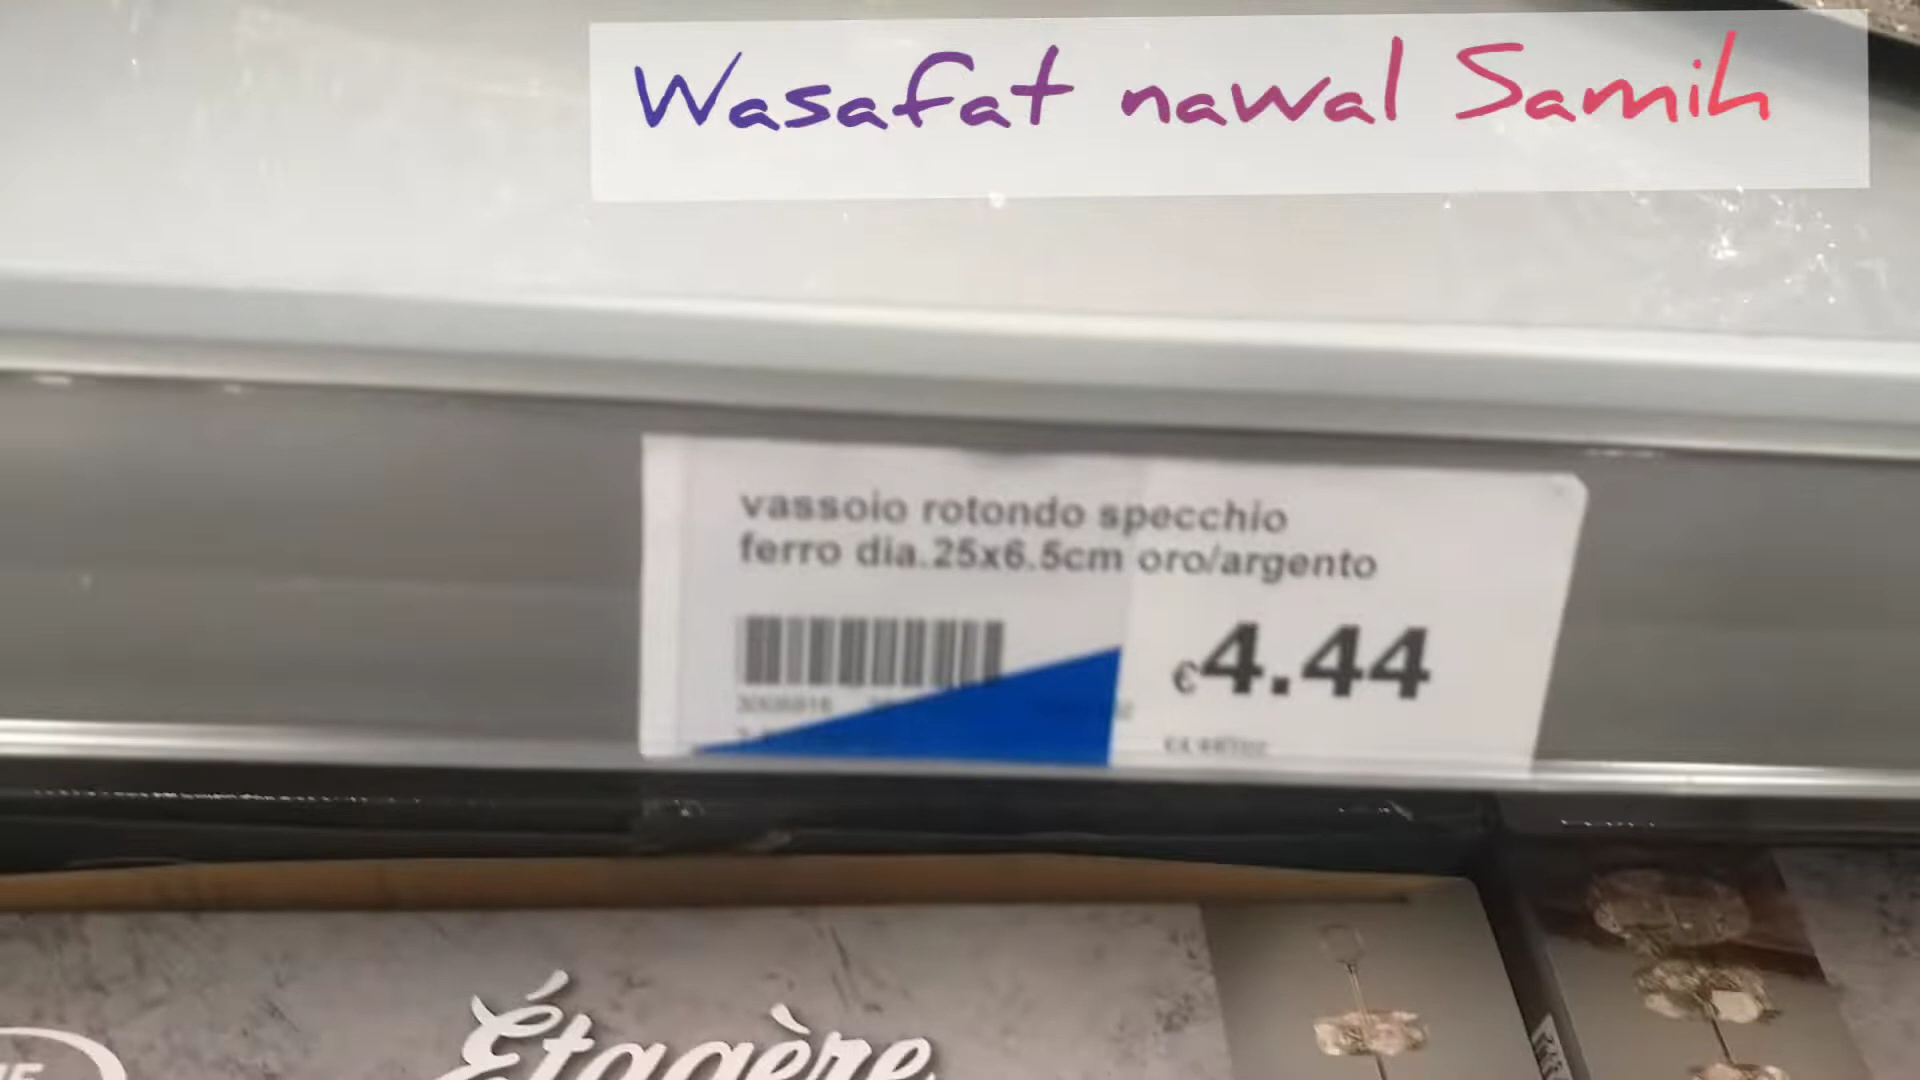 Wasafat nawal Samih
vassoio rotondo specchio
ferro dia.25x6.5cm oro/argento
€4.44
Étagère